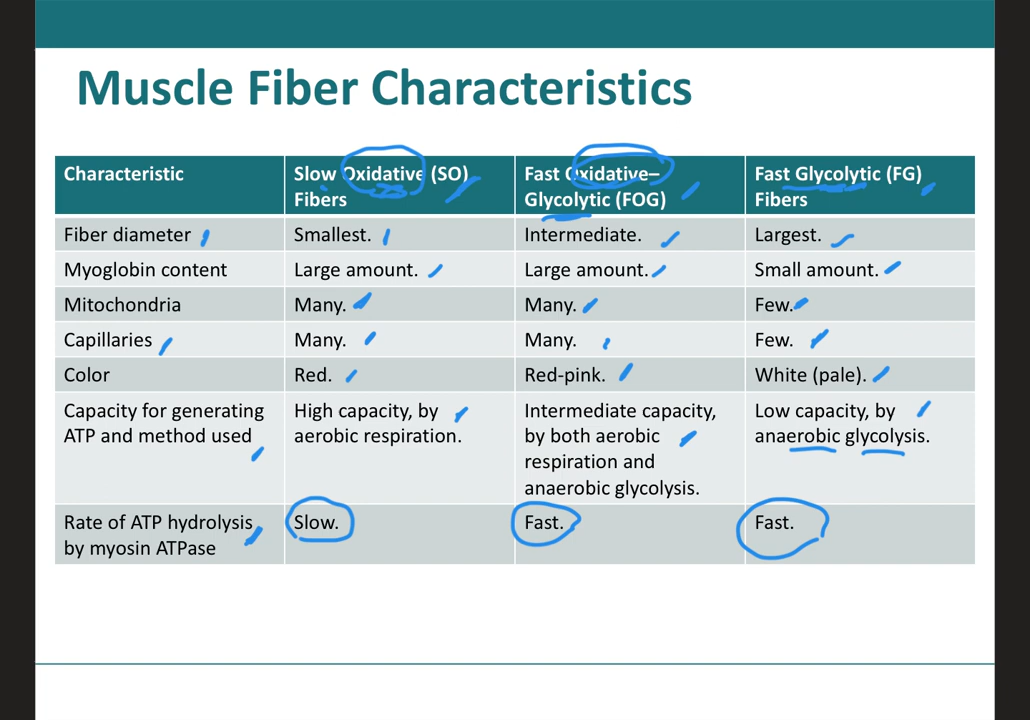 Muscle Fiber Characteristics
Characteristic
Slow Oxidative (SO)
Fibers
Fast Oxidative–
Glycolytic (FOG)
Fast Glycolytic (FG)
Fibers
Fiber diameter
Smallest.
Intermediate.
Largest.
Myoglobin content
Large amount.
Large amount.
Small amount.
Mitochondria
Many.
Many.
Few.
Capillaries
Many.
Many.
Few.
Color
Red.
Red-pink.
White (pale).
Capacity for generating
ATP and method used
High capacity, by
aerobic respiration.
Intermediate capacity,
by both aerobic
respiration and
anaerobic glycolysis.
Low capacity, by
anaerobic glycolysis.
Rate of ATP hydrolysis
by myosin ATPase
Slow.
Fast.
Fast.